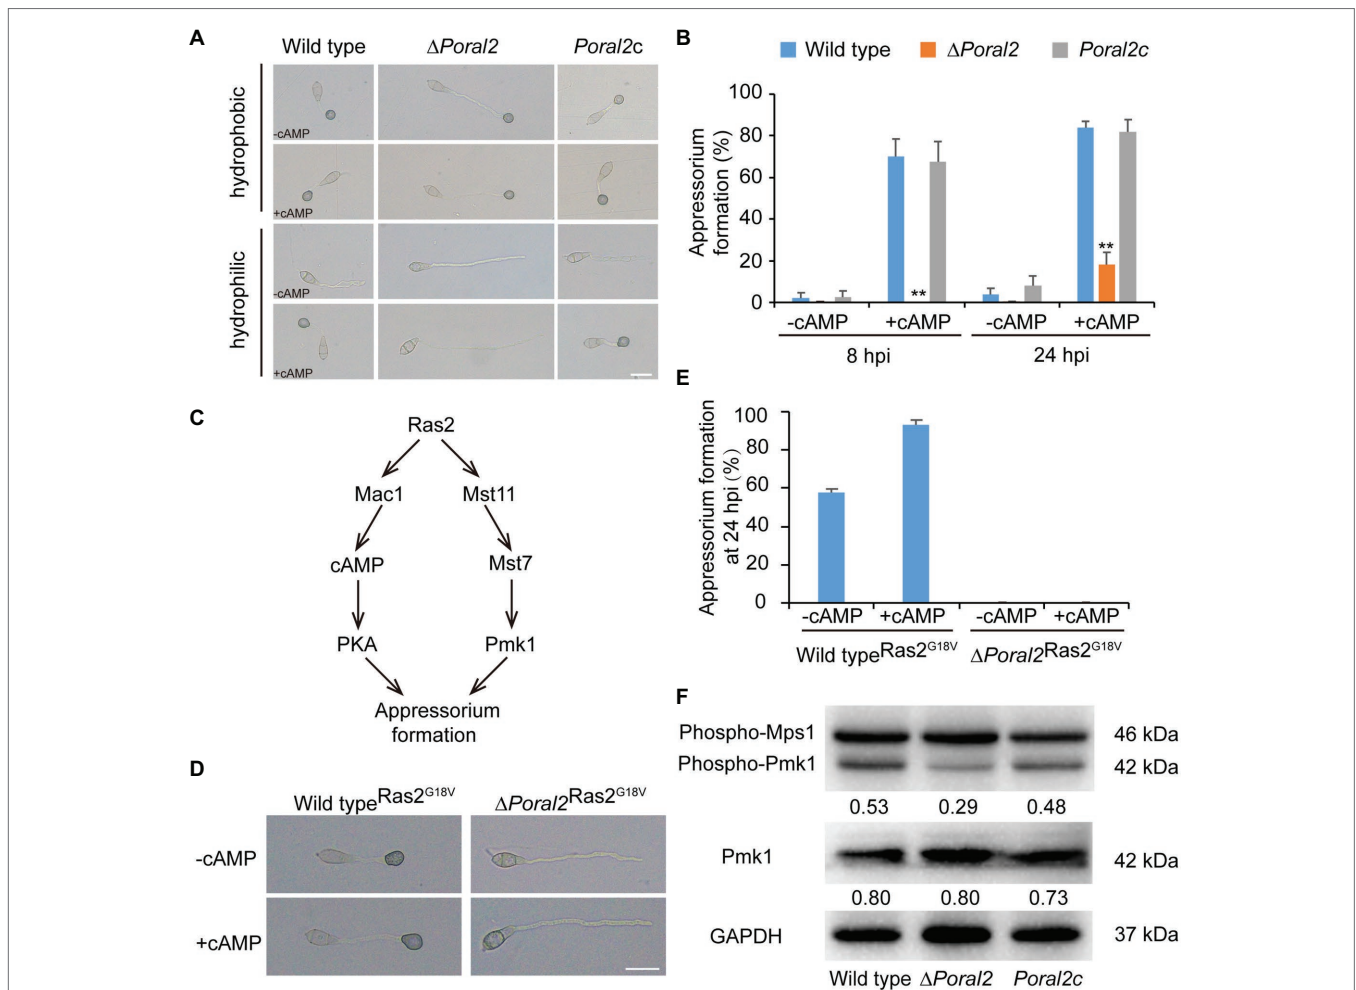 A
Wild type ΔPoral2 Poral2c
hydrophobic
-cAMP
+cAMP
hydrophilic
-cAMP
+cAMP
B
Wild type ΔPoral2 Poral2c
Appressorium
formation (%)
100
80
60
40
20
0
**
**
-cAMP +cAMP -cAMP +cAMP
8 hpi 24 hpi
C
Ras2
Mac1 Mst11
cAMP Mst7
PKA Pmk1
Appressorium
formation
D
Wild typeRas2G18V ΔPoral2Ras2G18V
-cAMP
+cAMP
E
Appressorium formation
at 24 hpi (%)
100
80
60
40
20
0
-cAMP +cAMP -cAMP +cAMP
Wild typeRas2G18V ΔPoral2Ras2G18V
F
Phospho-Mps1 46 kDa
Phospho-Pmk1 42 kDa
0.53 0.29 0.48
Pmk1 42 kDa
0.80 0.80 0.73
GAPDH 37 kDa
Wild type ΔPoral2 Poral2c